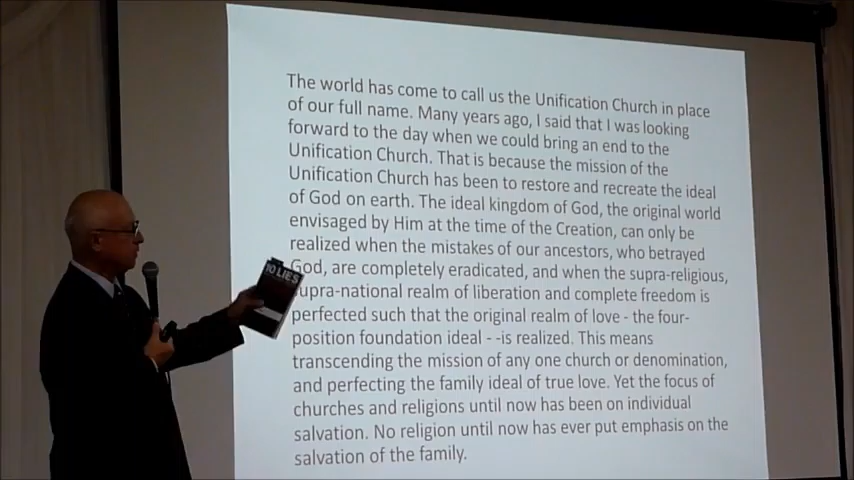 The world has come to call us the Unification Church in place
of our full name. Many years ago, I said that I was looking
forward to the day when we could bring an end to the
Unification Church. That is because the mission of the
Unification Church has been to restore and recreate the ideal
of God on earth. The ideal kingdom of God, the original world
envisaged by Him at the time of the Creation, can only be
realized when the mistakes of our ancestors, who betrayed
God, are completely eradicated, and when the supra-religious,
supra-national realm of liberation and complete freedom is
perfected such that the original realm of love - the four-
position foundation ideal - -is realized. This means
transcending the mission of any one church or denomination,
and perfecting the family ideal of true love. Yet the focus of
churches and religions until now has been on individual
salvation. No religion until now has ever put emphasis on the
salvation of the family.
10 LIES